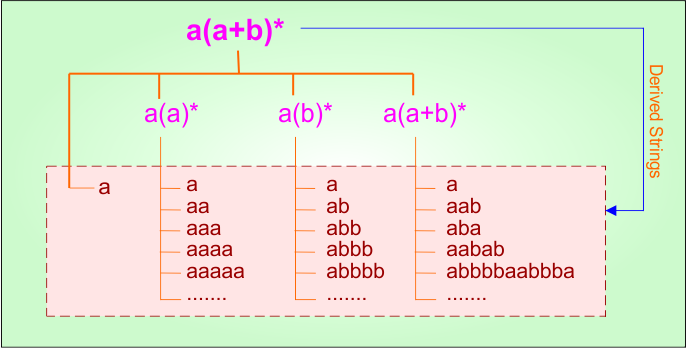 a(a+b)*
Derived Strings
a(a)*
a(b)*
a(a+b)*
a
a
aa
aaa
aaaa
aaaaa
.......
a
ab
abb
abbb
abbbb
.......
a
aab
aba
aabab
abbbbaabbba
.......